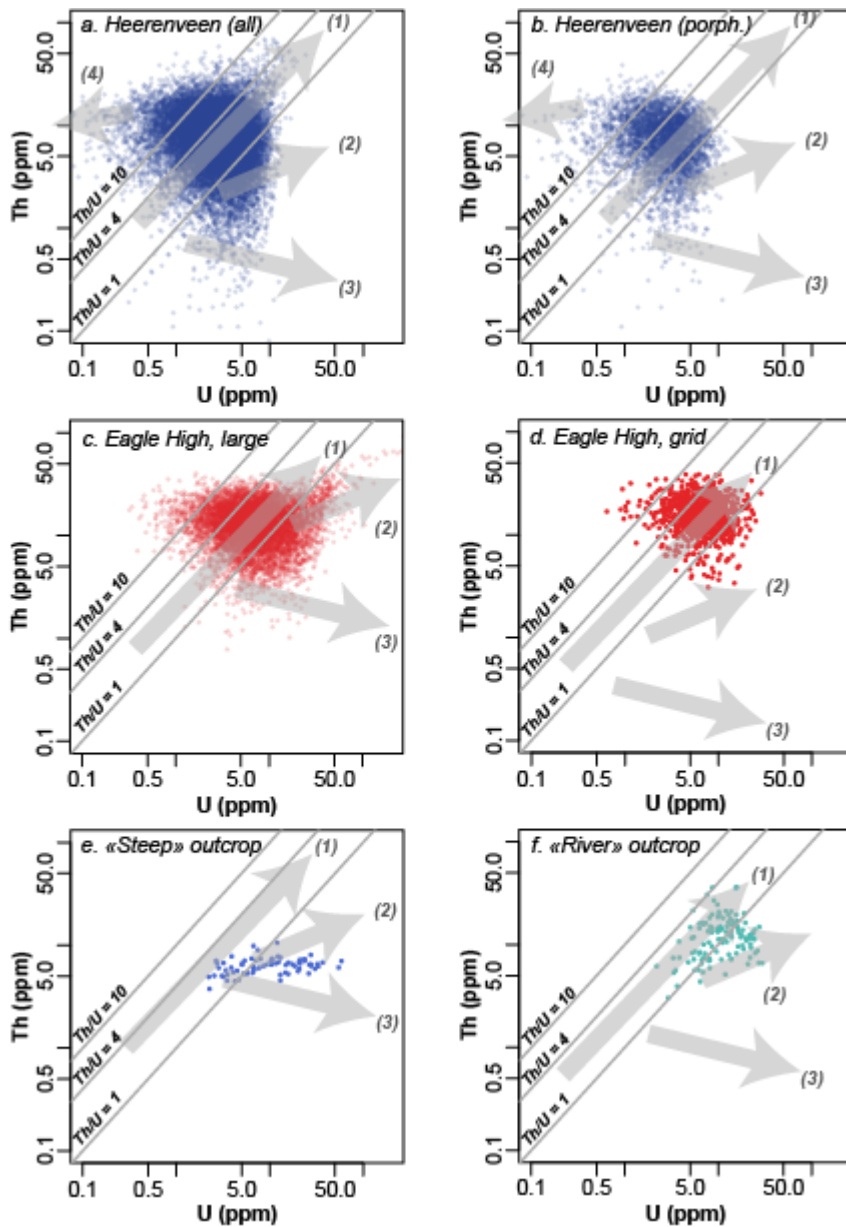 a. Heerenveen (all)
(1)
(4)
(2)
(3)
Th/U = 10
Th/U = 4
Th/U = 1
50.0
5.0
0.5
0.1
Th (ppm)
0.1 0.5 5.0 50.0
U (ppm)
b. Heerenveen (porph.)
(1)
(4)
(2)
(3)
Th/U = 10
Th/U = 4
Th/U = 1
50.0
5.0
0.5
0.1
Th (ppm)
0.1 0.5 5.0 50.0
U (ppm)
c. Eagle High, large
(1)
(2)
(3)
Th/U = 10
Th/U = 4
Th/U = 1
50.0
5.0
0.5
0.1
Th (ppm)
0.1 0.5 5.0 50.0
U (ppm)
d. Eagle High, grid
(1)
(2)
(3)
Th/U = 10
Th/U = 4
Th/U = 1
50.0
5.0
0.5
0.1
Th (ppm)
0.1 0.5 5.0 50.0
U (ppm)
e. «Steep» outcrop
(1)
(2)
(3)
Th/U = 10
Th/U = 4
Th/U = 1
50.0
5.0
0.5
0.1
Th (ppm)
0.1 0.5 5.0 50.0
U (ppm)
f. «River» outcrop
(1)
(2)
(3)
Th/U = 10
Th/U = 4
Th/U = 1
50.0
5.0
0.5
0.1
Th (ppm)
0.1 0.5 5.0 50.0
U (ppm)